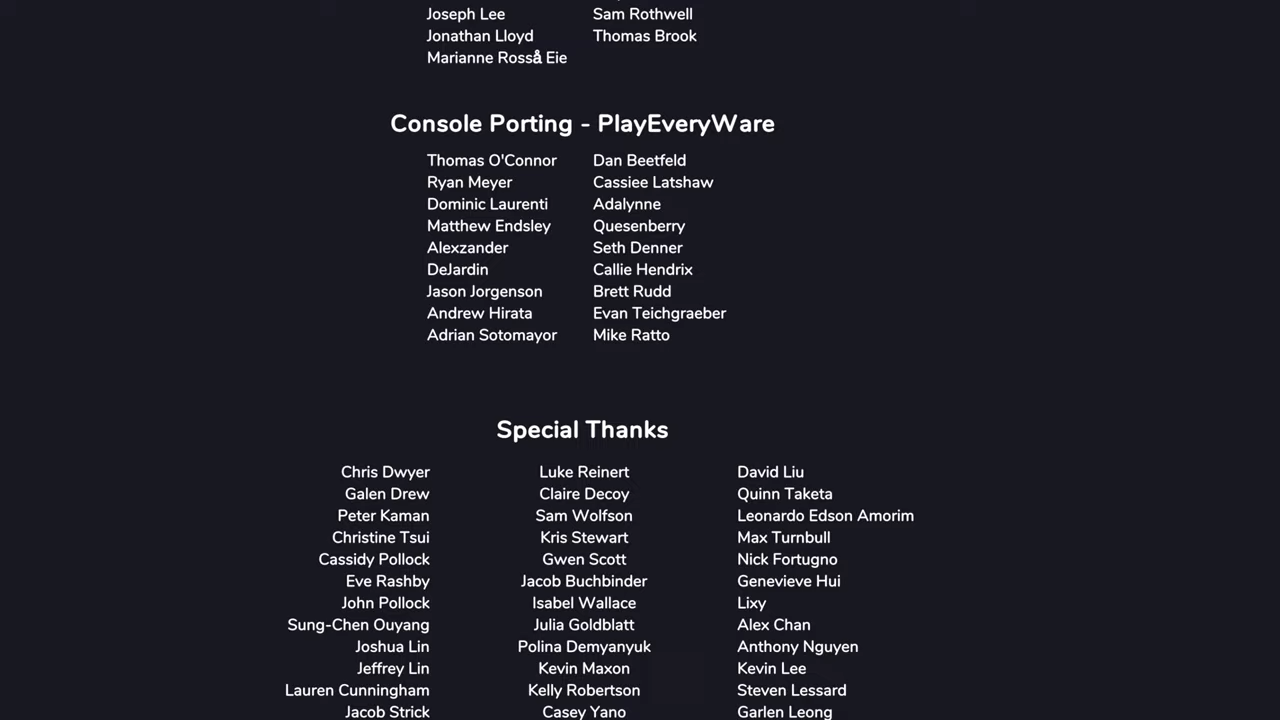 Joseph Lee
Jonathan Lloyd
Marianne Rosså Eie
Sam Rothwell
Thomas Brook
Console Porting - PlayEveryWare
Thomas O'Connor
Ryan Meyer
Dominic Laurenti
Matthew Endsley
Alexzander
DeJardin
Jason Jorgenson
Andrew Hirata
Adrian Sotomayor
Dan Beetfeld
Cassiee Latshaw
Adalynne
Quesenberry
Seth Denner
Callie Hendrix
Brett Rudd
Evan Teichgraeber
Mike Ratto
Special Thanks
Chris Dwyer
Galen Drew
Peter Kaman
Christine Tsui
Cassidy Pollock
Eve Rashby
John Pollock
Sung-Chen Ouyang
Joshua Lin
Jeffrey Lin
Lauren Cunningham
Jacob Strick
Luke Reinert
Claire Decoy
Sam Wolfson
Kris Stewart
Gwen Scott
Jacob Buchbinder
Isabel Wallace
Julia Goldblatt
Polina Demyanyuk
Kevin Maxon
Kelly Robertson
Casey Yano
David Liu
Quinn Taketa
Leonardo Edson Amorim
Max Turnbull
Nick Fortugno
Genevieve Hui
Lixy
Alex Chan
Anthony Nguyen
Kevin Lee
Steven Lessard
Garlen Leong